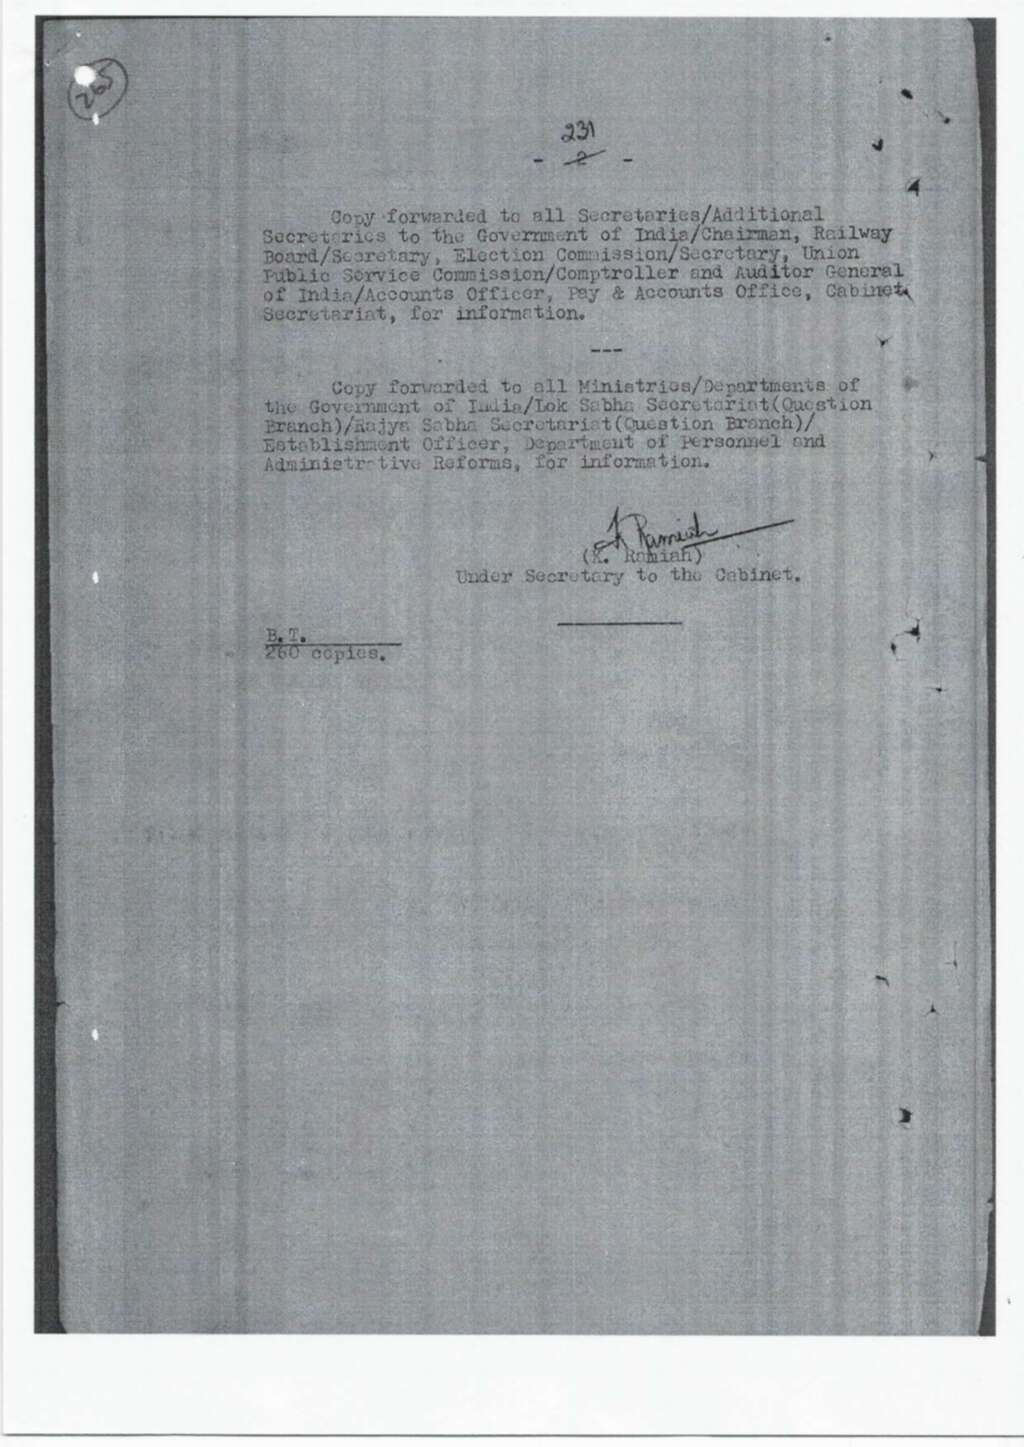 265
231
- 2 -
Copy forwarded to all Secretaries/Additional
Secretaries to the Government of India/Chairman, Railway
Board/Secretary, Election Commission/Secretary, Union
Public Service Commission/Comptroller and Auditor General
of India/Accounts Officer, Pay & Accounts Office, Cabinet
Secretariat, for information.
---
Copy forwarded to all Ministries/Departments of
the Government of India/Lok Sabha Secretariat(Question
Branch)/Rajya Sabha Secretariat(Question Branch)/
Establishment Officer, Department of Personnel and
Administrative Reforms, for information.
K Ramiah
(K. Ramiah)
Under Secretary to the Cabinet.
B.T.
260 copies.